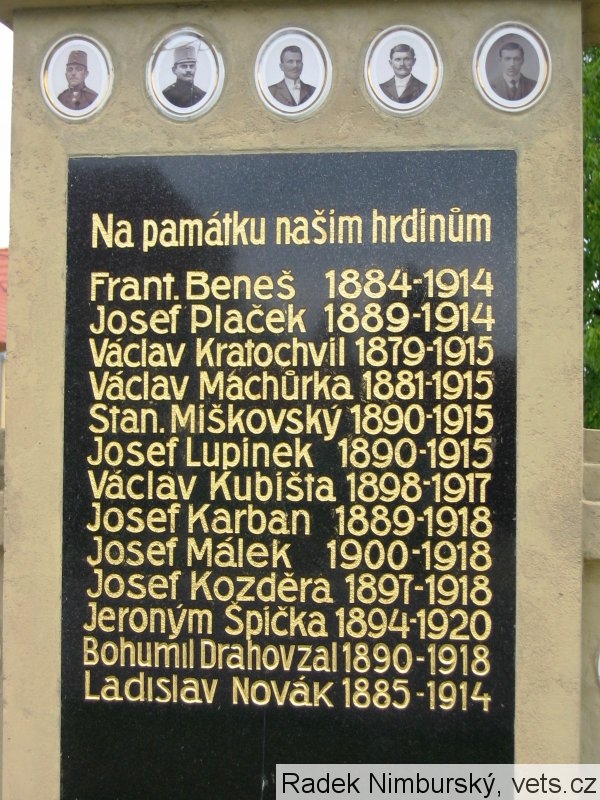 Na památku našim hrdinům
Frant. Beneš 1884-1914
Josef Plaček 1889-1914
Václav Kratochvil 1879-1915
Václav Máchůrka 1881-1915
Stan. Miškovský 1890-1915
Josef Lupínek 1890-1915
Václav Kubišta 1898-1917
Josef Karban 1889-1918
Josef Málek 1900-1918
Josef Kozděra 1897-1918
Jeroným Špička 1894-1920
Bohumil Drahovzal 1890-1918
Ladislav Novák 1885-1914
Radek Nimburský, vets.cz